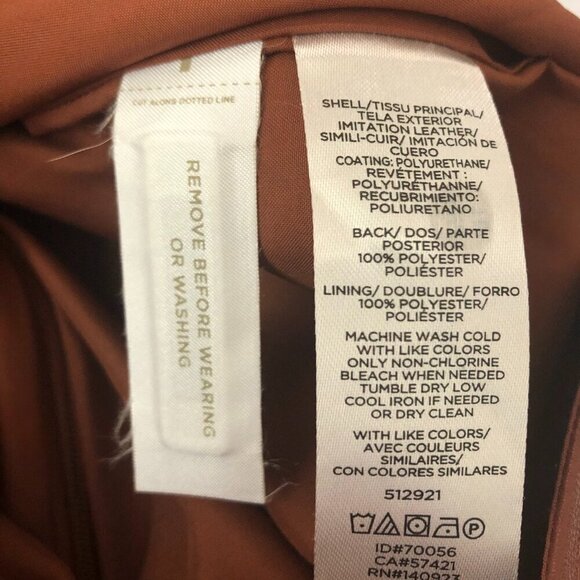 CUT ALONG DOTTED LINE
REMOVE BEFORE WEARING
OR WASHING
SHELL/TISSU PRINCIPAL/
TELA EXTERIOR
IMITATION LEATHER/
SIMILI-CUIR/ IMITACIÓN DE
CUERO
COATING: POLYURETHANE/
REVÊTEMENT :
POLYURÉTHANNE/
RECUBRIMIENTO:
POLIURETANO
BACK/ DOS/ PARTE
POSTERIOR
100% POLYESTER/
POLIÉSTER
LINING/ DOUBLURE/ FORRO
100% POLYESTER/
POLIÉSTER
MACHINE WASH COLD
WITH LIKE COLORS
ONLY NON-CHLORINE
BLEACH WHEN NEEDED
TUMBLE DRY LOW
COOL IRON IF NEEDED
OR DRY CLEAN
WITH LIKE COLORS/
AVEC COULEURS
SIMILAIRES/
CON COLORES SIMILARES
512921
ID#70056
CA#57421
RN#140923